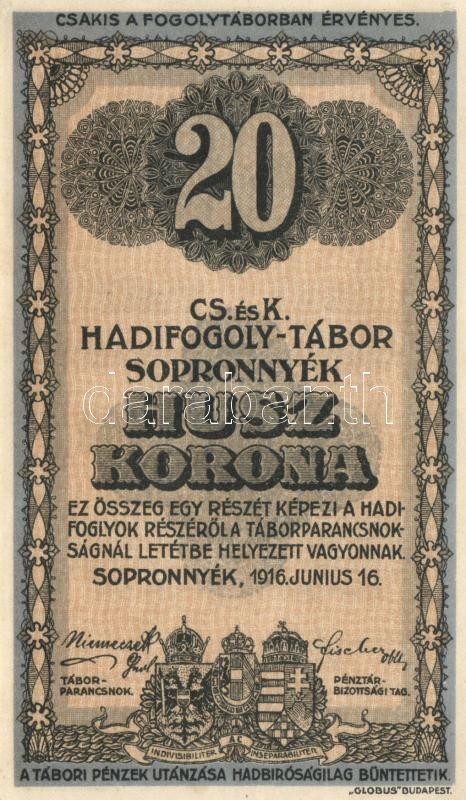 CSAKIS A FOGOLYTÁBORBAN ÉRVÉNYES.
20
CS. ÉS K.
HADIFOGOLY-TÁBOR
SOPRONNYÉK
HUSZ
KORONA
EZ ÖSSZEG EGY RÉSZÉT KÉPEZI A HADI-
FOGLYOK RÉSZÉRŐL A TÁBORPARANCSNOK-
SÁGNÁL LETÉTBE HELYEZETT VAGYONNAK.
SOPRONNYÉK, 1916. JUNIUS 16.
TÁBOR-
PARANCSNOK.
PÉNZTÁR-
BIZOTTSÁGI TAG.
INDIVISIBILITER AC INSEPARABILITER
A TÁBORI PÉNZEK UTÁNZÁSA HADBIRÓSÁGILAG BÜNTETTETIK.
„GLOBUS" BUDAPEST.
darabanth